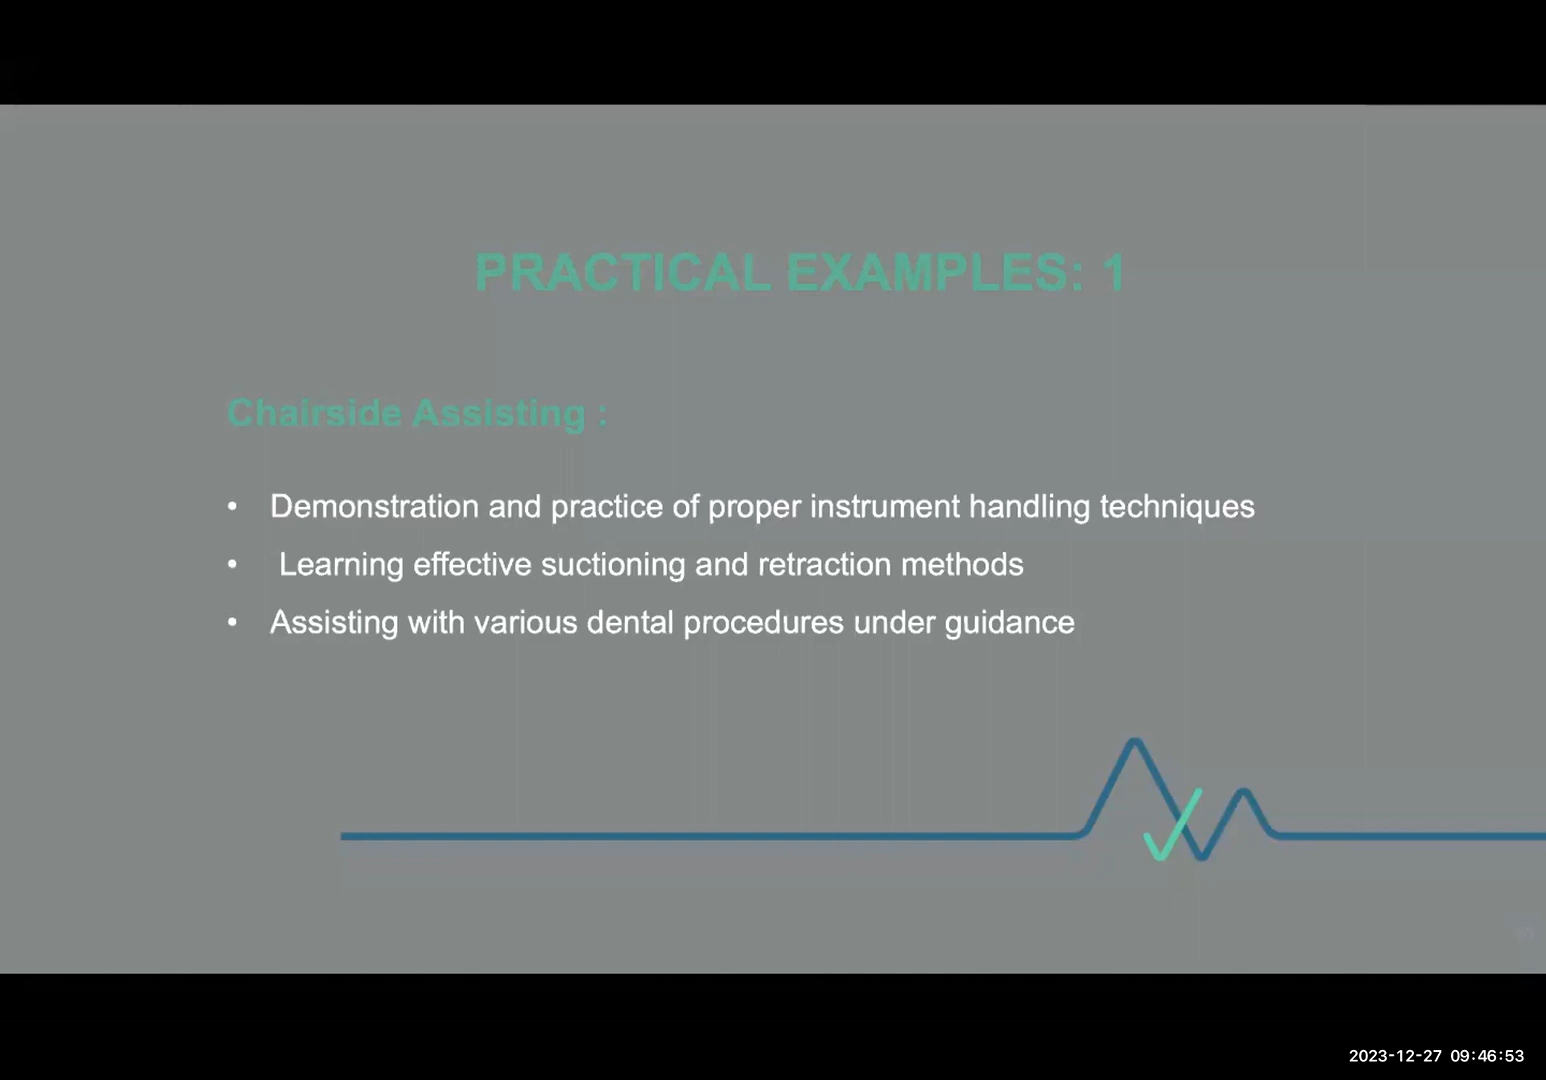 PRACTICAL EXAMPLES: 1
Chairside Assisting :
• Demonstration and practice of proper instrument handling techniques
• Learning effective suctioning and retraction methods
• Assisting with various dental procedures under guidance
2023-12-27 09:46:53